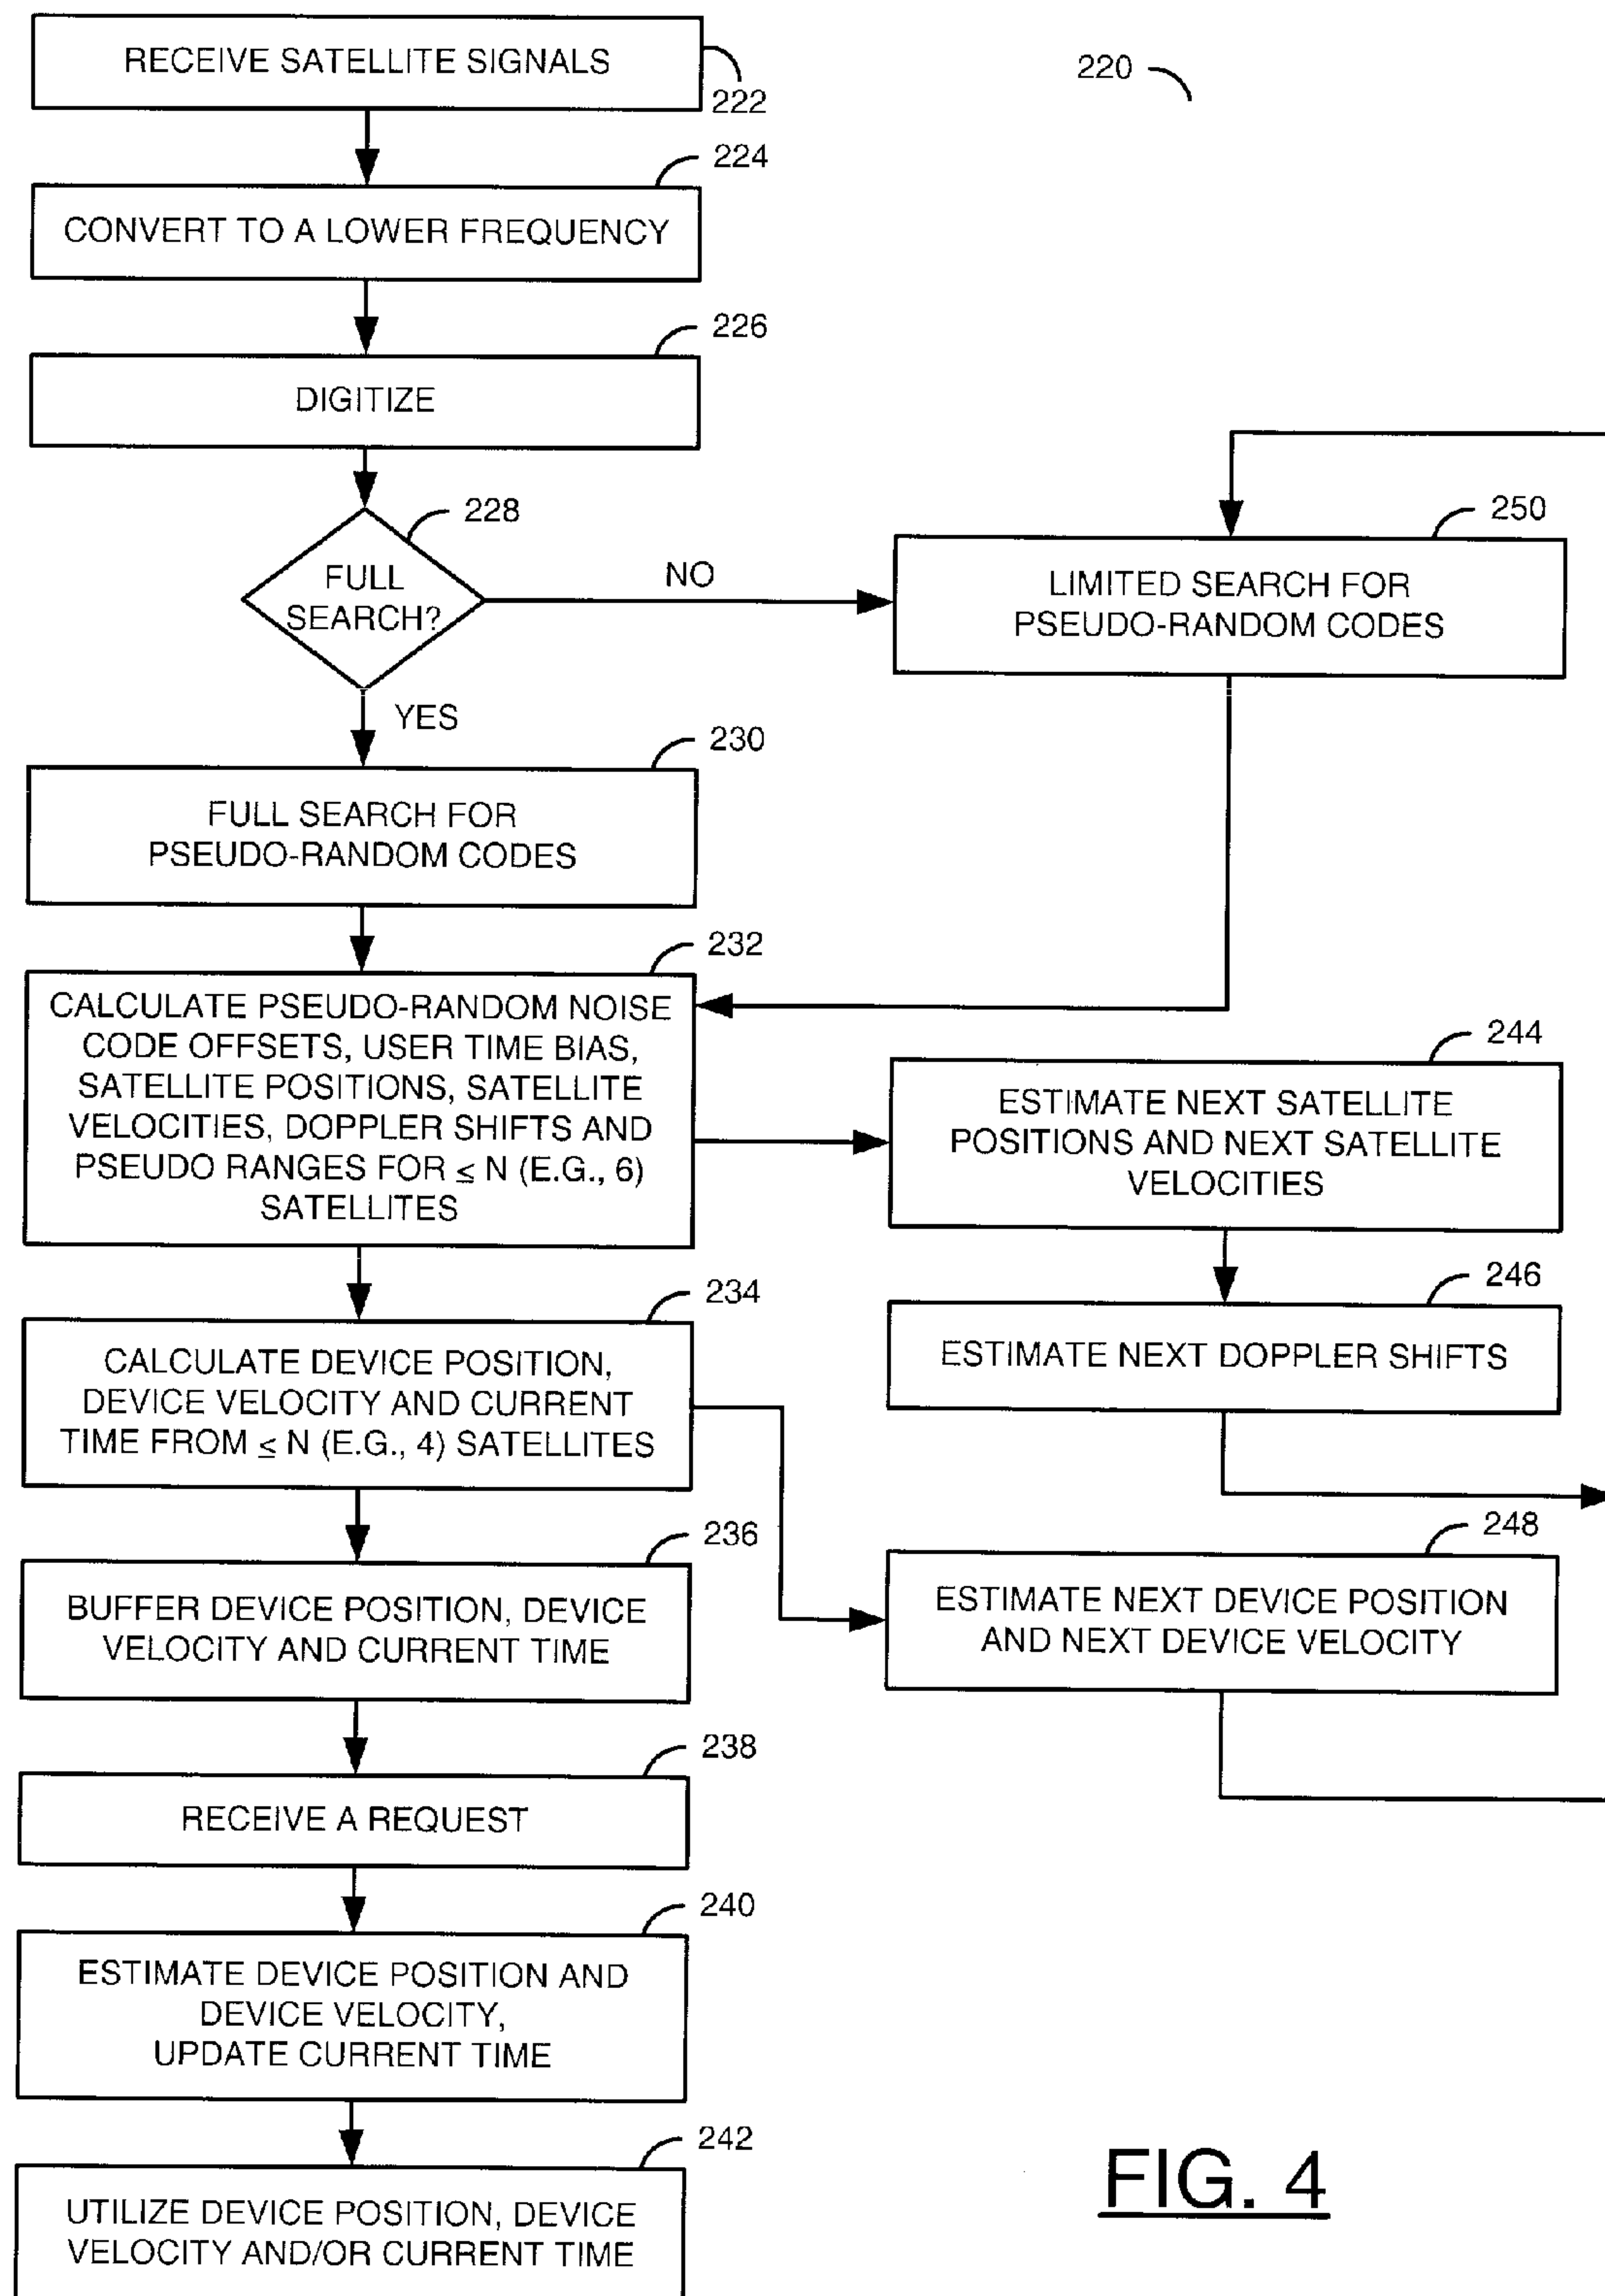 RECEIVE SATELLITE SIGNALS
222
220
224
CONVERT TO A LOWER FREQUENCY
226
DIGITIZE
228
FULL
SEARCH?
NO
250
LIMITED SEARCH FOR
PSEUDO-RANDOM CODES
YES
230
FULL SEARCH FOR
PSEUDO-RANDOM CODES
232
CALCULATE PSEUDO-RANDOM NOISE
CODE OFFSETS, USER TIME BIAS,
SATELLITE POSITIONS, SATELLITE
VELOCITIES, DOPPLER SHIFTS AND
PSEUDO RANGES FOR ≤ N (E.G., 6)
SATELLITES
244
ESTIMATE NEXT SATELLITE
POSITIONS AND NEXT SATELLITE
VELOCITIES
234
CALCULATE DEVICE POSITION,
DEVICE VELOCITY AND CURRENT
TIME FROM ≤ N (E.G., 4) SATELLITES
246
ESTIMATE NEXT DOPPLER SHIFTS
236
BUFFER DEVICE POSITION, DEVICE
VELOCITY AND CURRENT TIME
248
ESTIMATE NEXT DEVICE POSITION
AND NEXT DEVICE VELOCITY
238
RECEIVE A REQUEST
240
ESTIMATE DEVICE POSITION AND
DEVICE VELOCITY,
UPDATE CURRENT TIME
242
UTILIZE DEVICE POSITION, DEVICE
VELOCITY AND/OR CURRENT TIME
FIG. 4